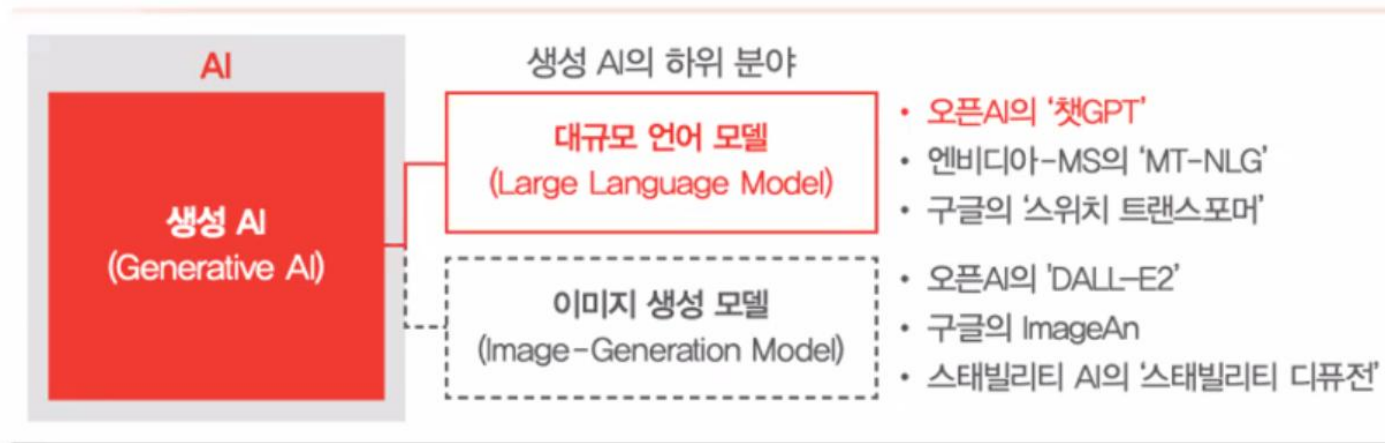 AI
생성 AI
(Generative AI)
생성 AI의 하위 분야
대규모 언어 모델
(Large Language Model)
• 오픈AI의 ‘챗GPT’
• 엔비디아-MS의 ‘MT-NLG’
• 구글의 ‘스위치 트랜스포머’
이미지 생성 모델
(Image-Generation Model)
• 오픈AI의 'DALL-E2’
• 구글의 ImageAn
• 스태빌리티 AI의 ‘스태빌리티 디퓨전’